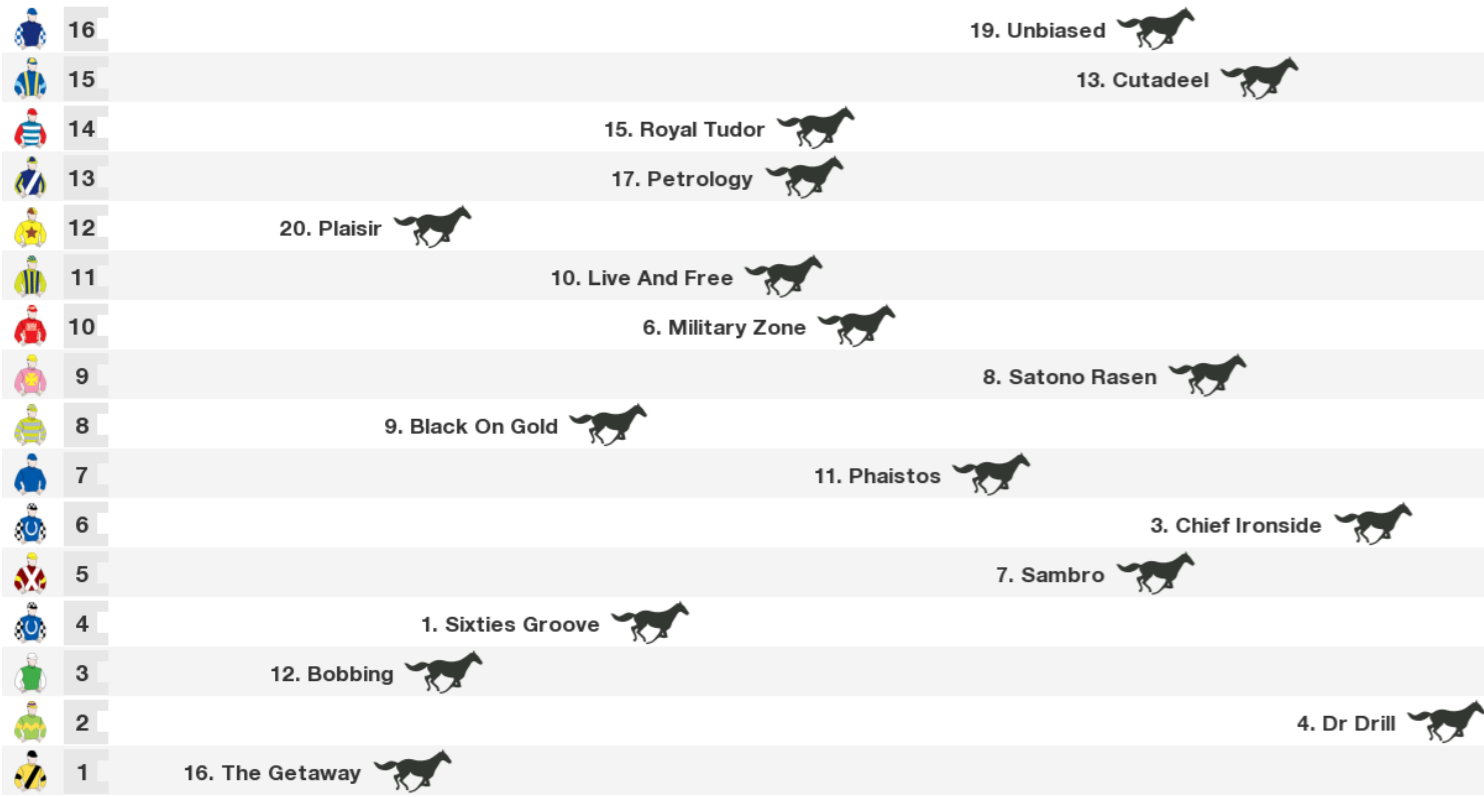 16 19. Unbiased
15 13. Cutadeel
14 15. Royal Tudor
13 17. Petrology
12 20. Plaisir
11 10. Live And Free
10 6. Military Zone
9 8. Satono Rasen
8 9. Black On Gold
7 11. Phaistos
6 3. Chief Ironside
5 7. Sambro
4 1. Sixties Groove
3 12. Bobbing
2 4. Dr Drill
1 16. The Getaway